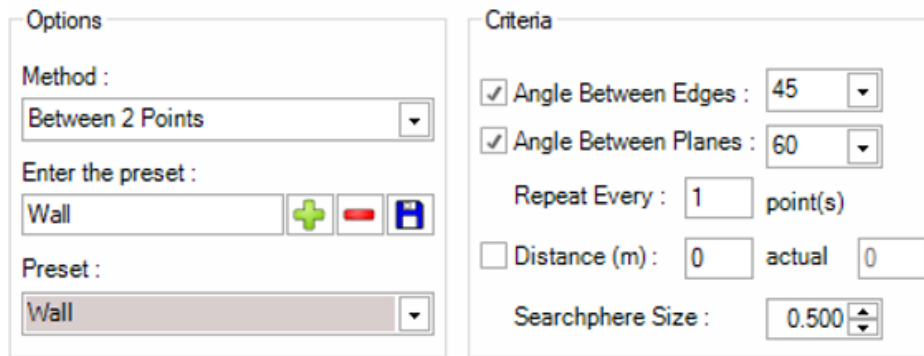 Options
Method :
Between 2 Points
Enter the preset :
Wall
Preset :
Wall
Criteria
Angle Between Edges : 45
Angle Between Planes : 60
Repeat Every : 1 point(s)
Distance (m) : 0 actual 0
Searchphere Size : 0.500